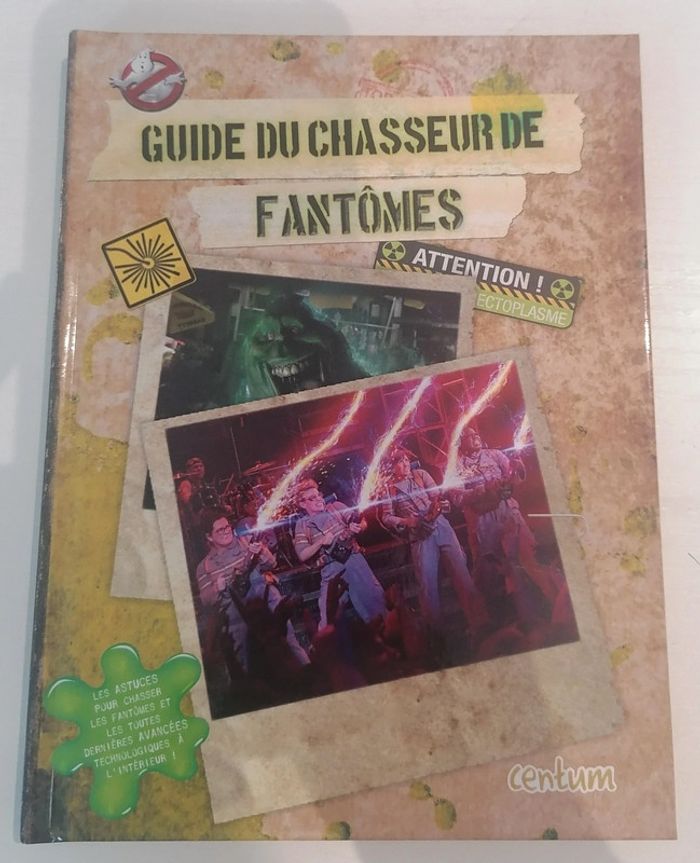 GUIDE DU CHASSEUR DE
FANTÔMES
ATTENTION !
ECTOPLASME
LES ASTUCES
POUR CHASSER
LES FANTÔMES ET
LES TOUTES
DERNIÈRES AVANCÉES
TECHNOLOGIQUES À
L'INTÉRIEUR !
centum